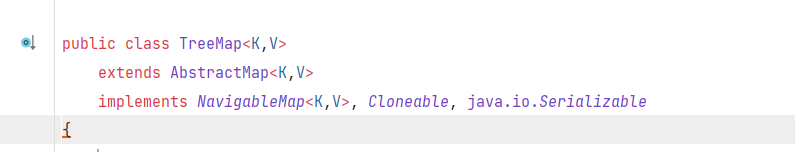 public class TreeMap<K,V>
extends AbstractMap<K,V>
implements NavigableMap<K,V>, Cloneable, java.io.Serializable
{